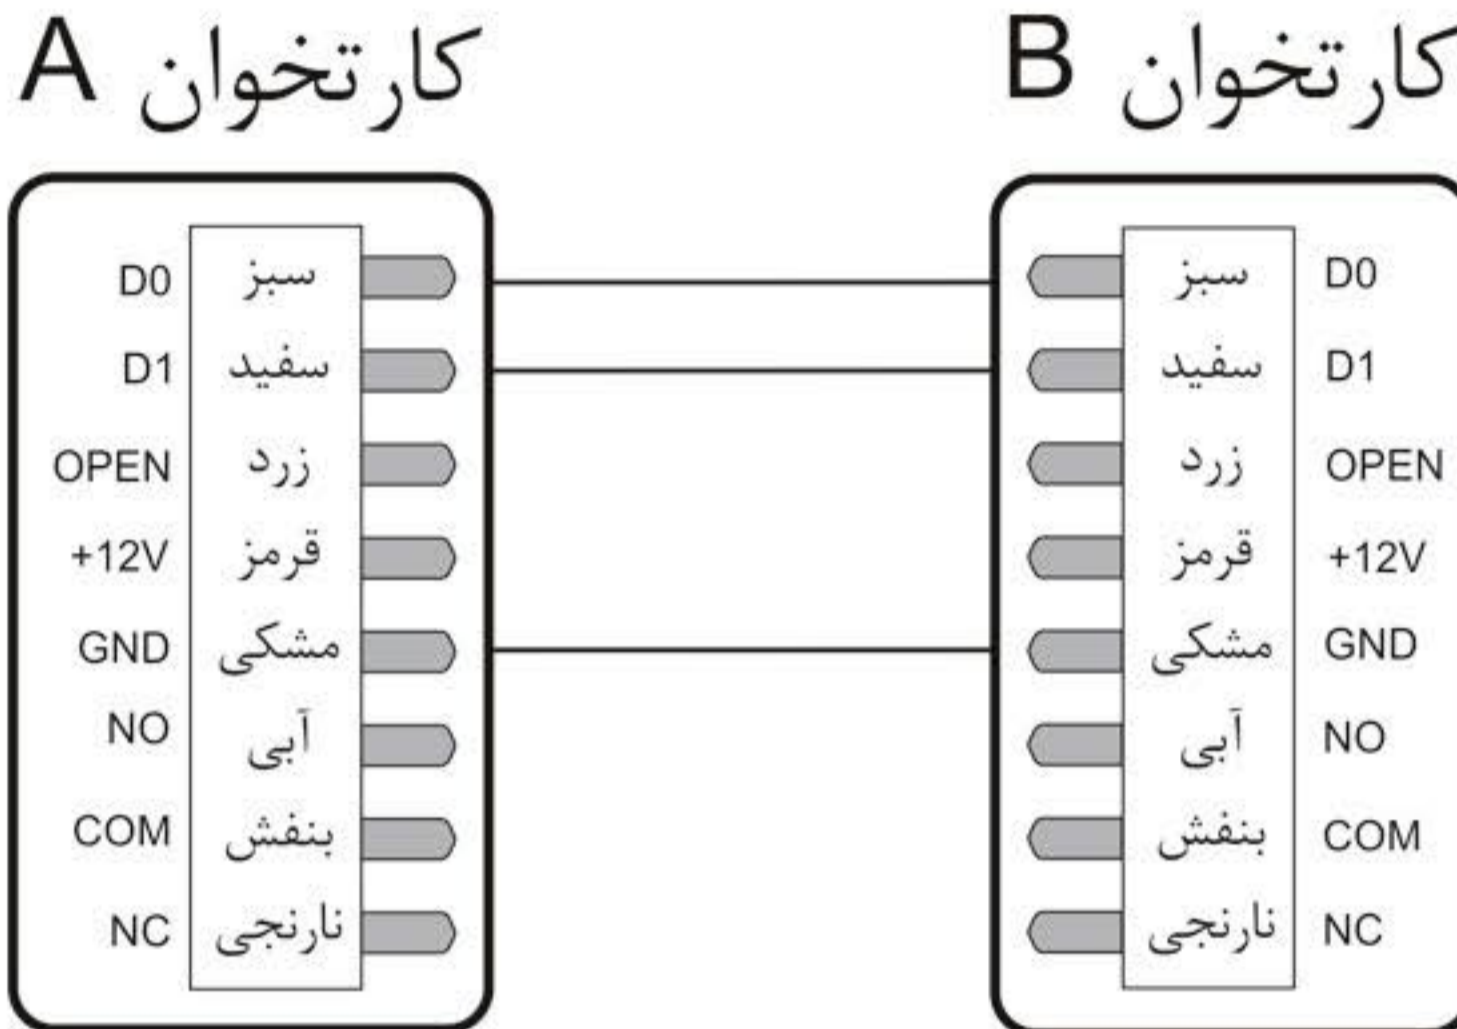 کارتخوان A
کارتخوان B
D0 سبز
D1 سفید
OPEN زرد
+12V قرمز
GND مشکی
NO آبی
COM بنفش
NC نارنجی
سبز D0
سفید D1
زرد OPEN
قرمز +12V
مشکی GND
آبی NO
بنفش COM
نارنجی NC